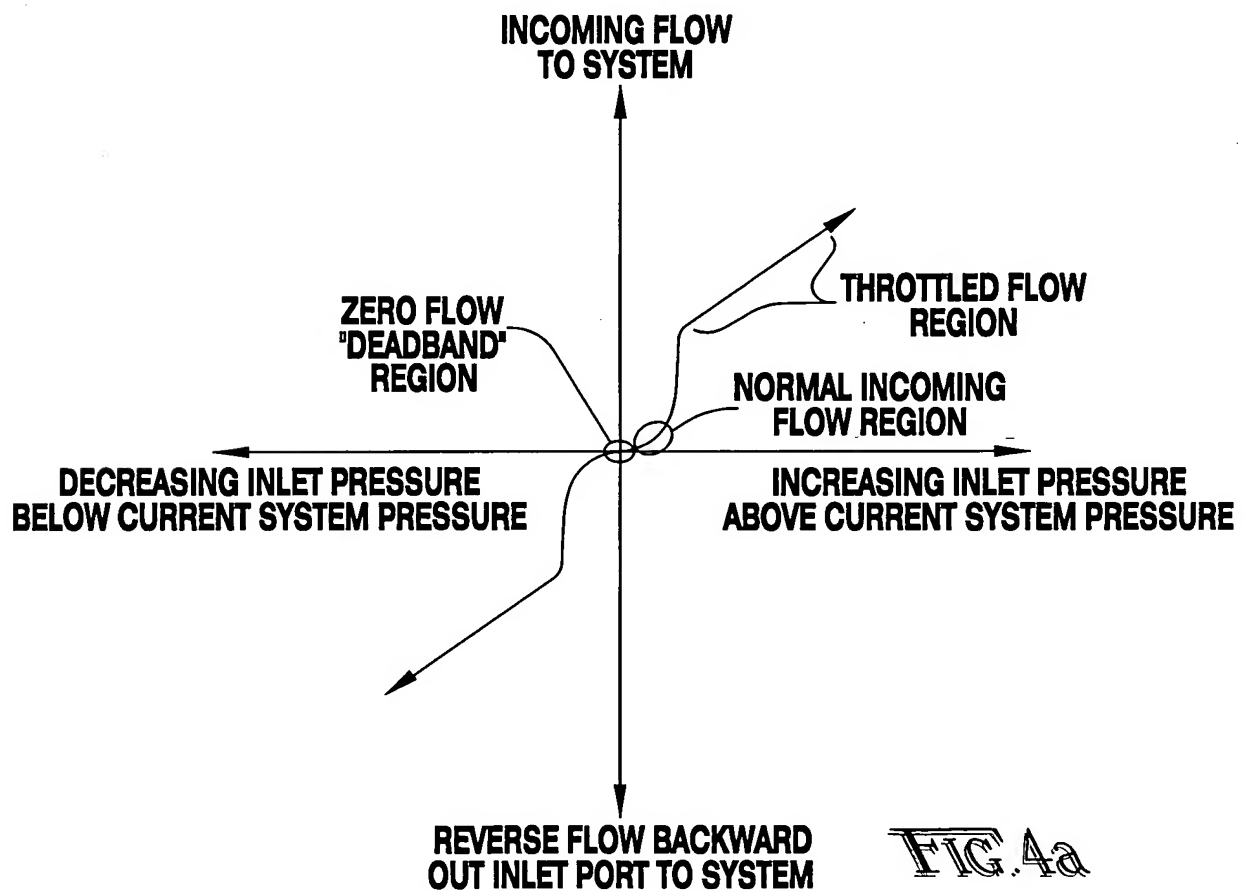 INCOMING FLOW
TO SYSTEM
THROTTLED FLOW
REGION
ZERO FLOW
"DEADBAND"
REGION
NORMAL INCOMING
FLOW REGION
DECREASING INLET PRESSURE
BELOW CURRENT SYSTEM PRESSURE
INCREASING INLET PRESSURE
ABOVE CURRENT SYSTEM PRESSURE
REVERSE FLOW BACKWARD
OUT INLET PORT TO SYSTEM
FIG.4a